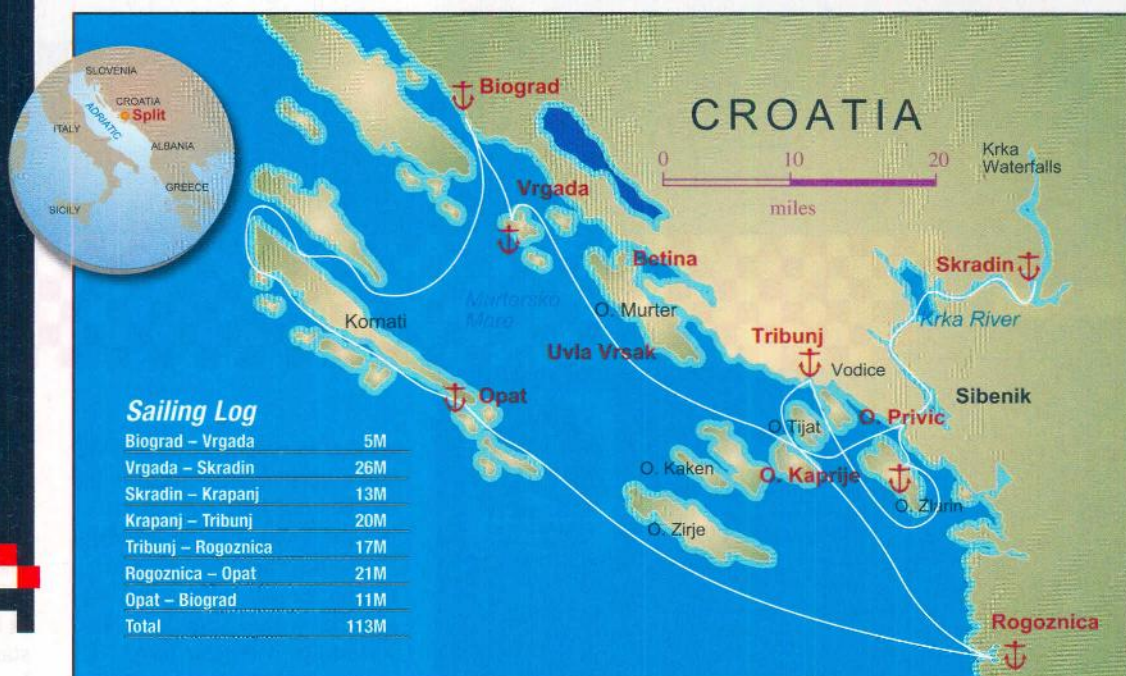 SLOVENIA
CROATIA
Split
ADRIATIC
ITALY
ALBANIA
GREECE
SICILY
Biograd
CROATIA
0 10 20
miles
Krka
Waterfalls
Vrgada
Skradin
Betina
Krka River
Murtersko
More
O. Murter
Kornati
Tribunj
Uvla Vrsak
Vodice
Sibenik
Opat
O. Privic
O. Tijat
O. Kaken
O. Kaprije
O. Zlarin
O. Zirje
Rogoznica
Sailing Log
Biograd – Vrgada 5M
Vrgada – Skradin 26M
Skradin – Krapanj 13M
Krapanj – Tribunj 20M
Tribunj – Rogoznica 17M
Rogoznica – Opat 21M
Opat – Biograd 11M
Total 113M